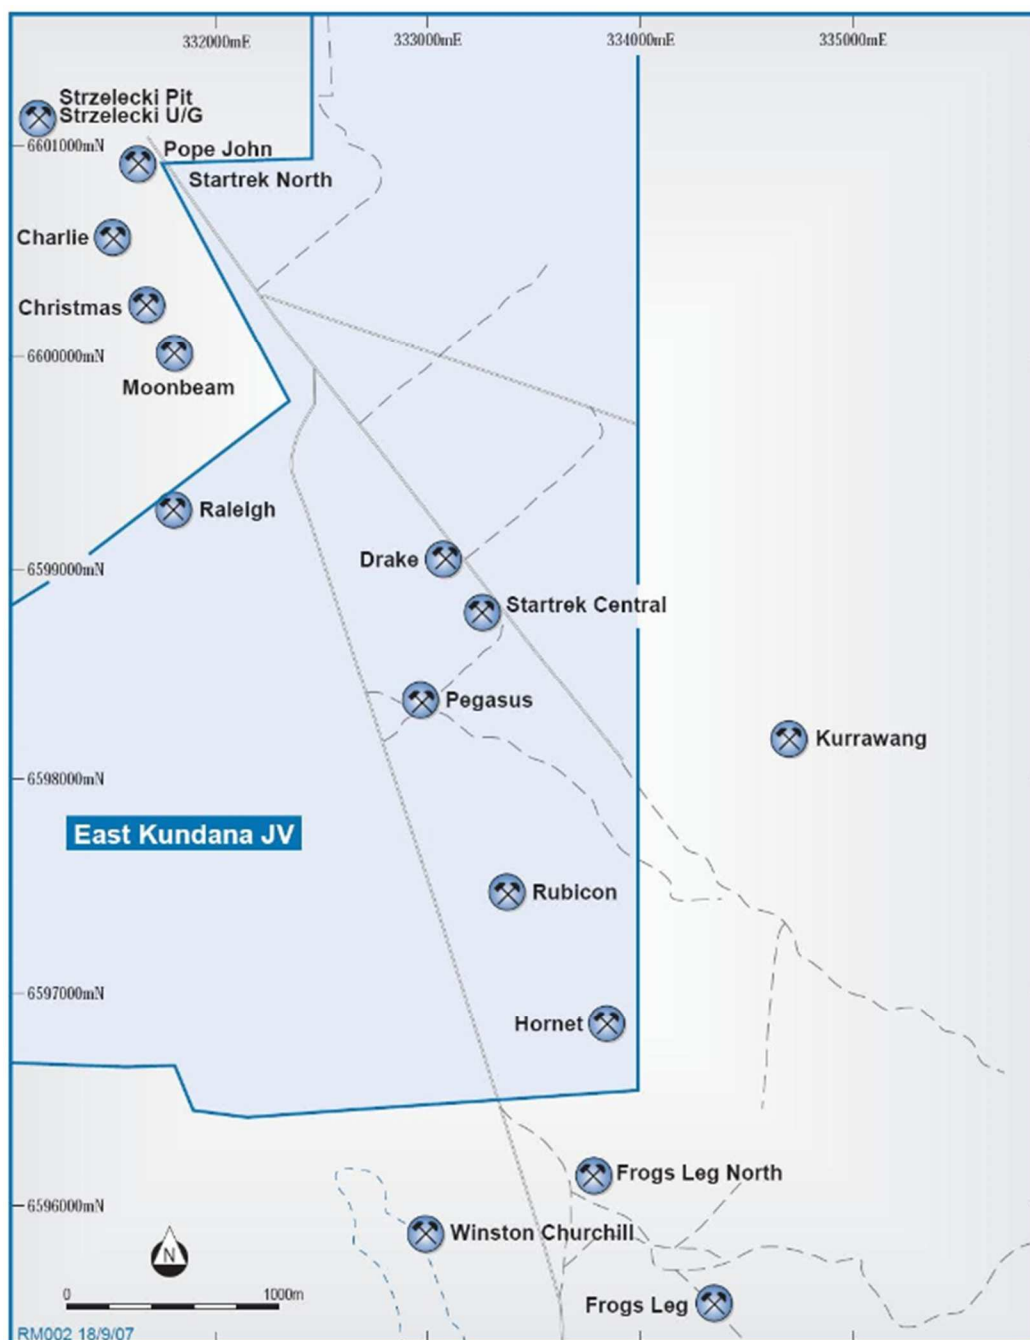 332000mE
333000mE
334000mE
335000mE
Strzelecki Pit
Strzelecki U/G
6601000mN
Pope John
Startrek North
Charlie
Christmas
6600000mN
Moonbeam
Raleigh
Drake
6599000mN
Startrek Central
Pegasus
Kurrawang
6598000mN
East Kundana JV
Rubicon
6597000mN
Hornet
Frogs Leg North
6596000mN
Winston Churchill
N
0
1000m
Frogs Leg
RM002 18/9/07